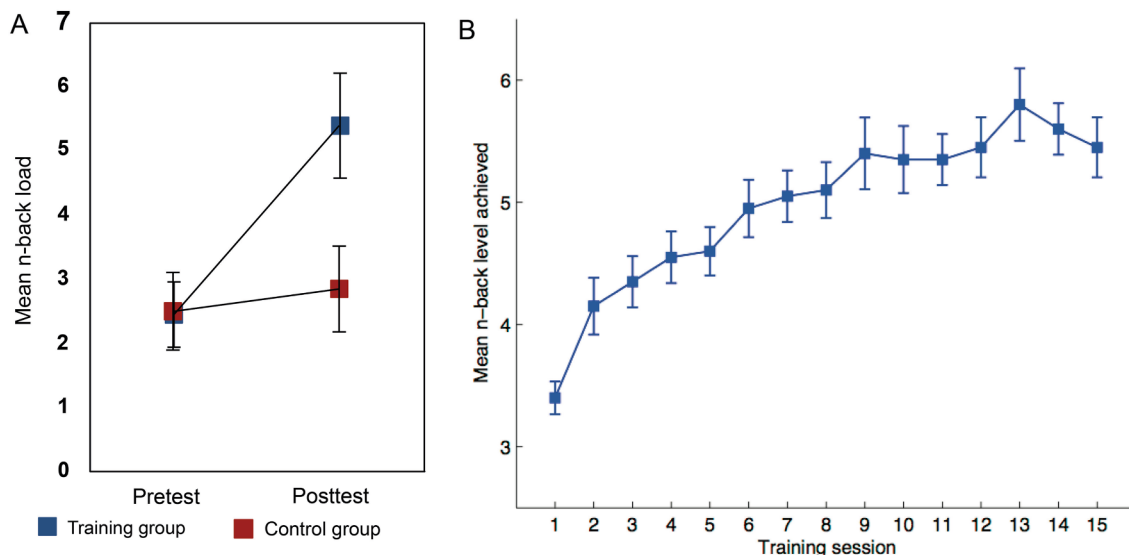 A
7
6
5
4
3
2
1
0
Mean n-back load
Pretest
Posttest
Training group
Control group
B
6
5
4
3
Mean n-back level achieved
1 2 3 4 5 6 7 8 9 10 11 12 13 14 15
Training session